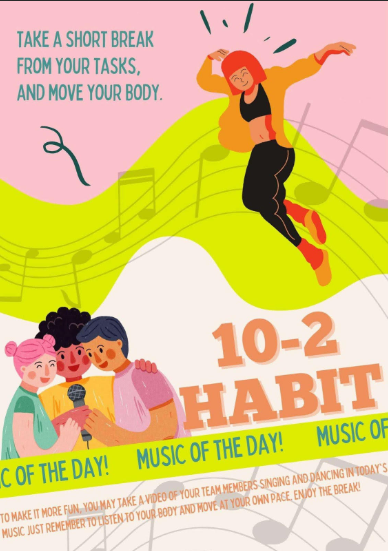 TAKE A SHORT BREAK
FROM YOUR TASKS,
AND MOVE YOUR BODY.
10-2
HABIT
IC OF THE DAY! MUSIC OF THE DAY! MUSIC OF
TO MAKE IT MORE FUN, YOU MAY TAKE A VIDEO OF YOUR TEAM MEMBERS SINGING AND DANCING IN TODAY'S
MUSIC JUST REMEMBER TO LISTEN TO YOUR BODY AND MOVE AT YOUR OWN PACE, ENJOY THE BREAK!